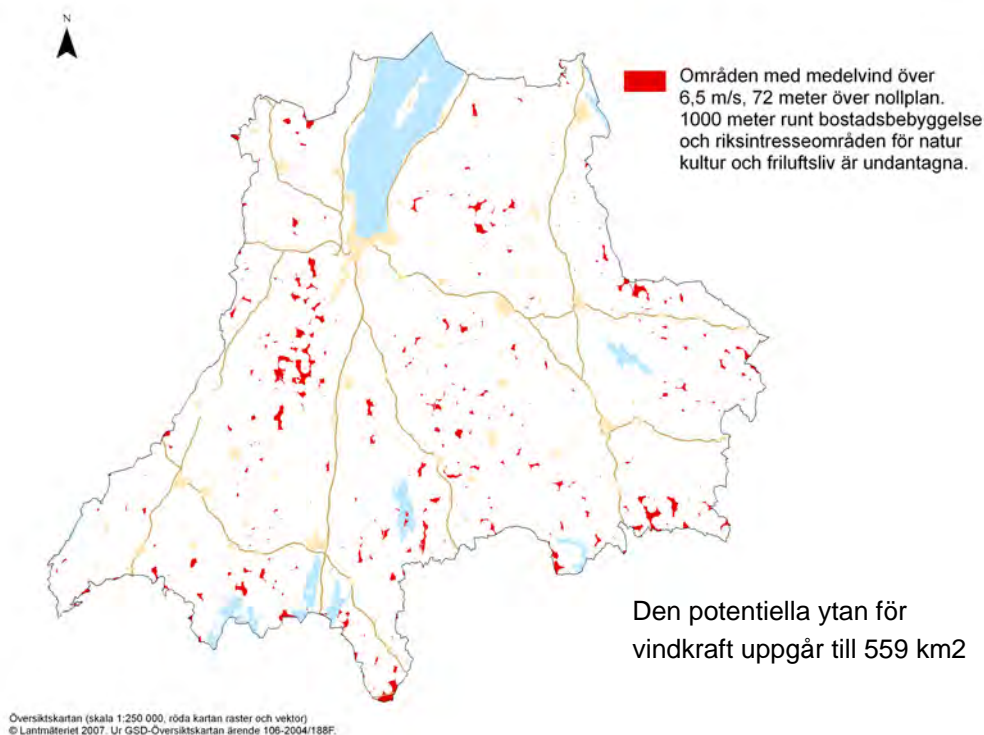 N
Områden med medelvind över
6,5 m/s, 72 meter över nollplan.
1000 meter runt bostadsbebyggelse
och riksintresseområden för natur
kultur och friluftsliv är undantagna.
Den potentiella ytan för
vindkraft uppgår till 559 km2
Översiktskartan (skala 1:250 000, röda kartan raster och vektor)
© Lantmäteriet 2007. Ur GSD-Översiktskartan ärende 106-2004/188F.